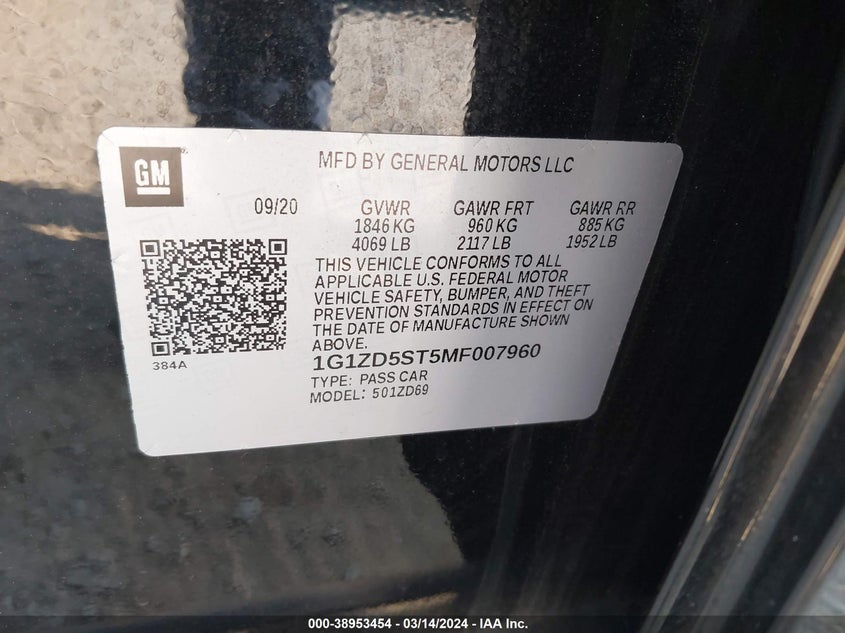 GM
MFD BY GENERAL MOTORS LLC
09/20 GVWR GAWR FRT GAWR RR
1846 KG 960 KG 885 KG
4069 LB 2117 LB 1952 LB
THIS VEHICLE CONFORMS TO ALL
APPLICABLE U.S. FEDERAL MOTOR
VEHICLE SAFETY, BUMPER, AND THEFT
PREVENTION STANDARDS IN EFFECT ON
THE DATE OF MANUFACTURE SHOWN
ABOVE.
384A
1G1ZD5ST5MF007960
TYPE: PASS CAR
MODEL: 501ZD69
000-38953454 - 03/14/2024 - IAA Inc.